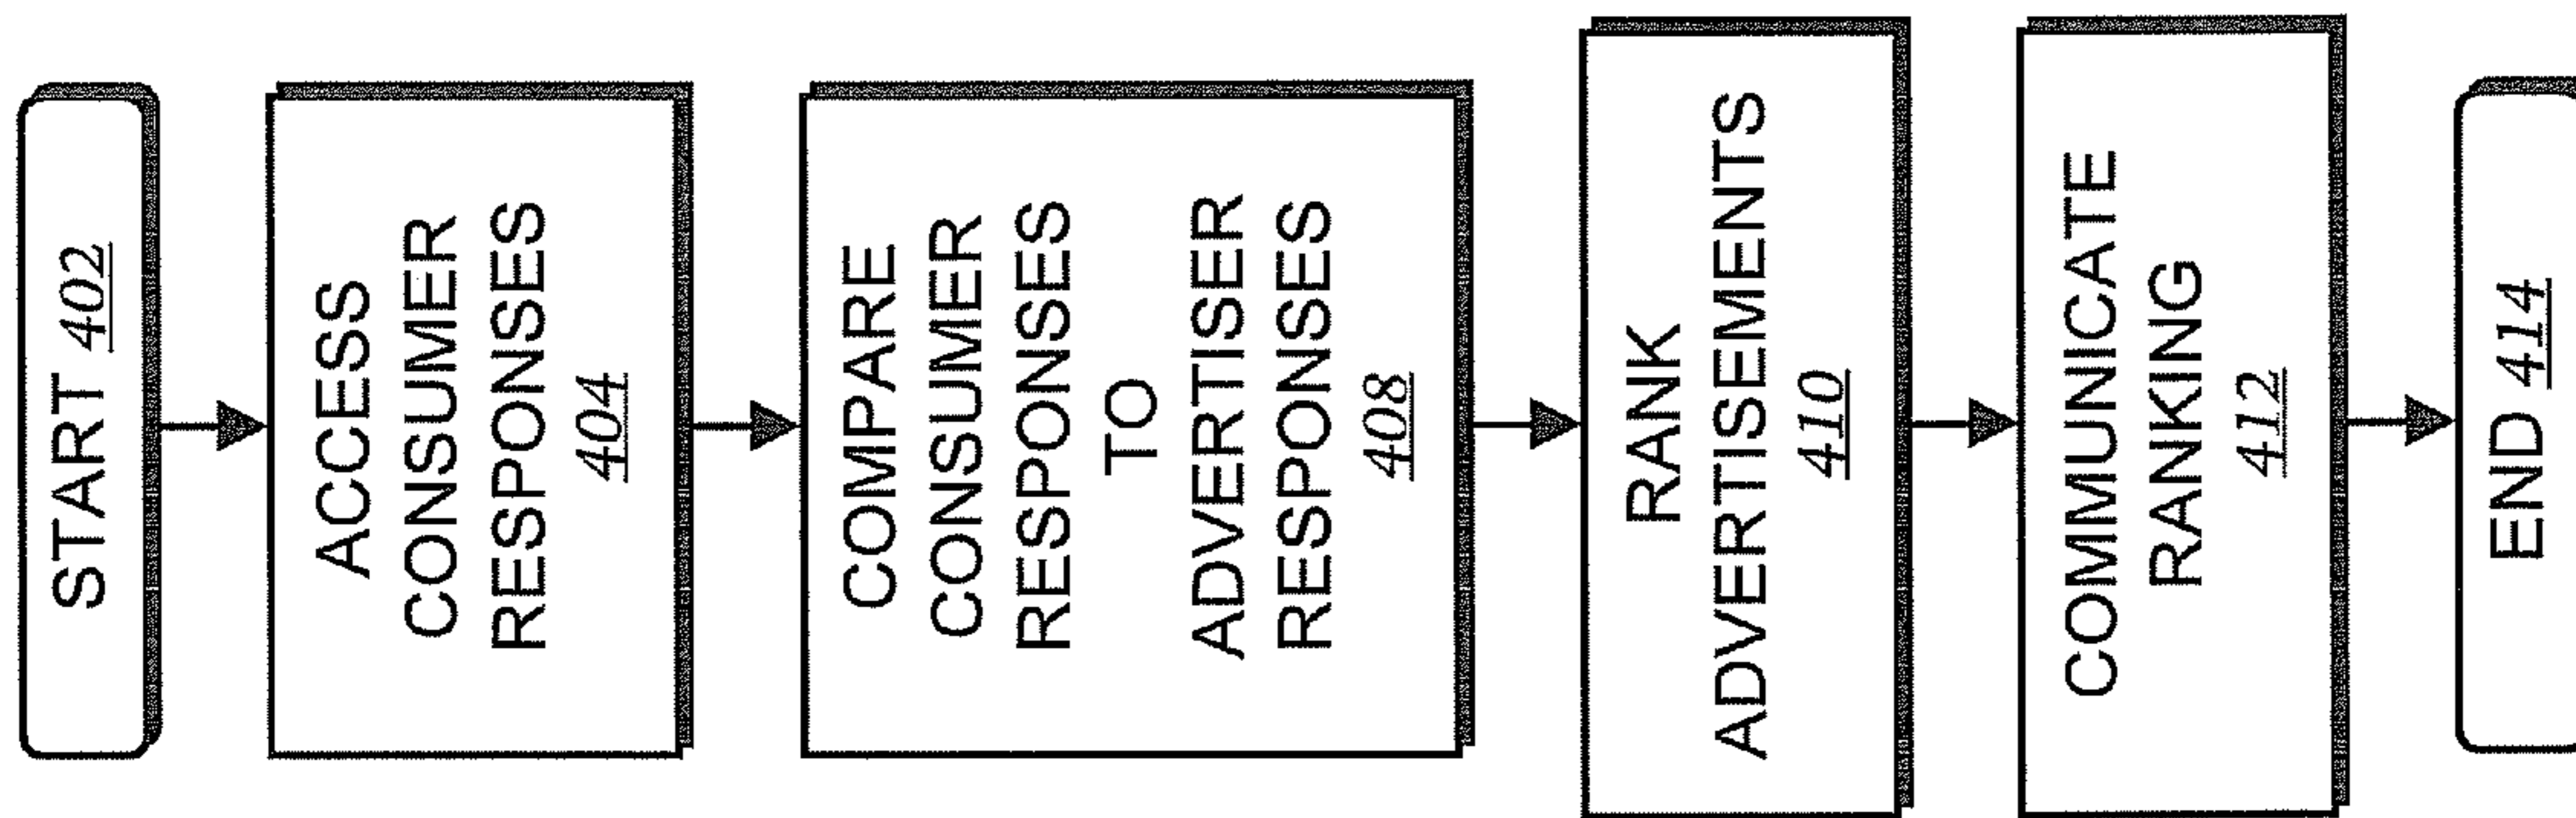 START 402
ACCESS
CONSUMER
RESPONSES
404
COMPARE
CONSUMER
RESPONSES
TO
ADVERTISER
RESPONSES
408
RANK
ADVERTISEMENTS
410
COMMUNICATE
RANKING
412
END 414